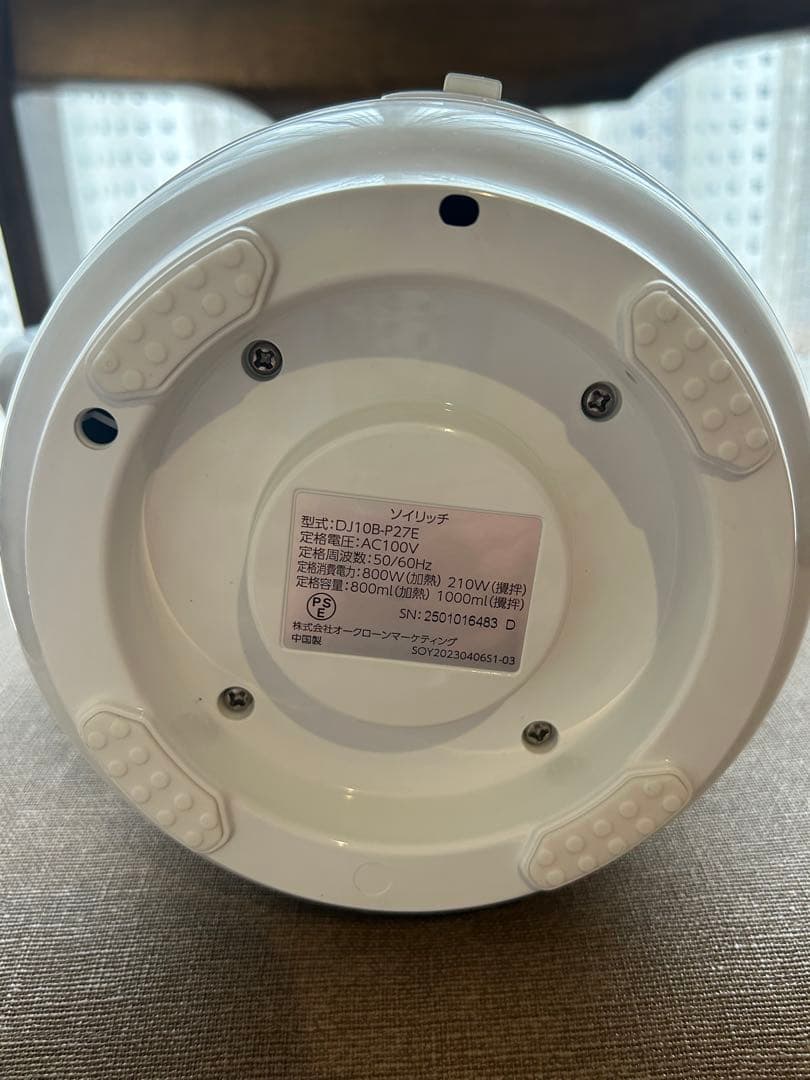 ソイリッチ
型式:DJ10B-P27E
定格電圧:AC100V
定格周波数:50/60Hz
定格消費電力:800W(加熱) 210W(攪拌)
定格容量:800ml(加熱) 1000ml(攪拌)
PSE SN:2501016483 D
株式会社オークローンマーケティング
中国製 SOY20230406S1-03